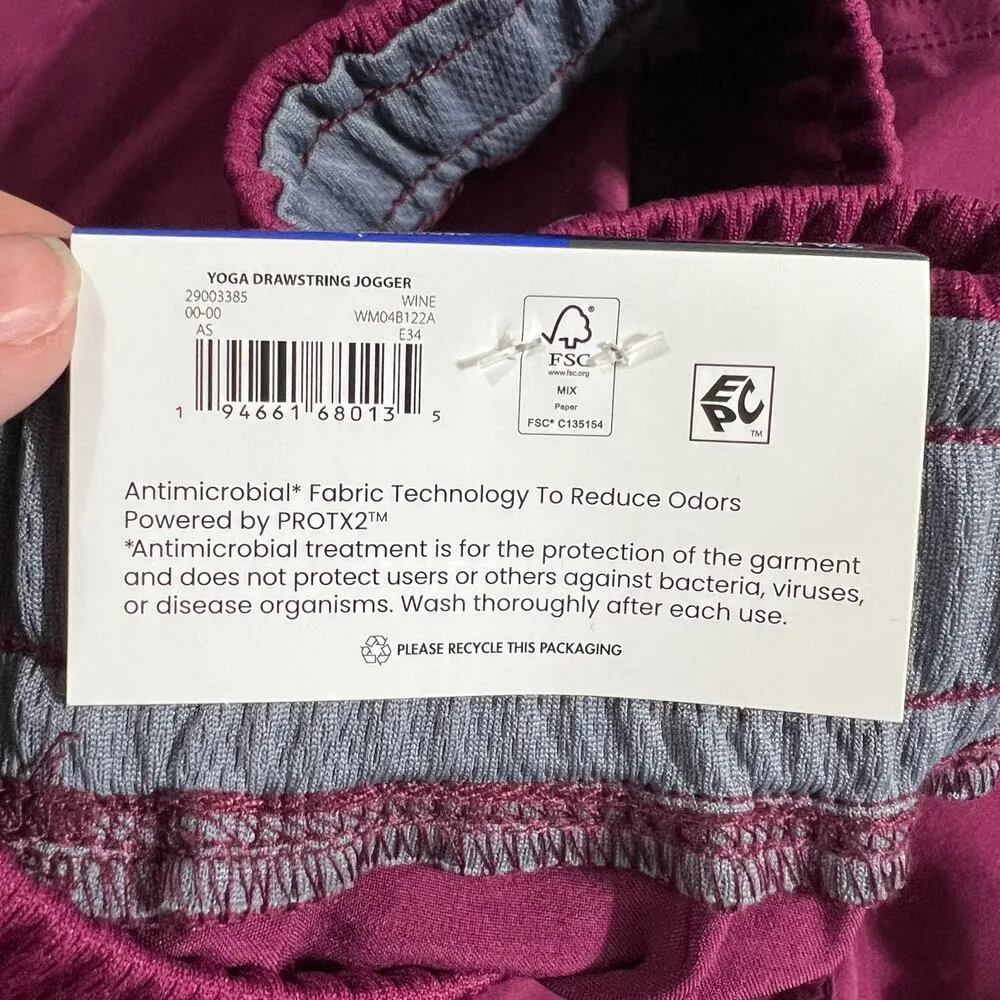 YOGA DRAWSTRING JOGGER
29003385 WINE
00-00 WM04B122A
AS E34
1 94661 68013 5
FSC®
www.fsc.org
MIX
Paper
FSC® C135154
EPC™
Antimicrobial* Fabric Technology To Reduce Odors
Powered by PROTX2™
*Antimicrobial treatment is for the protection of the garment
and does not protect users or others against bacteria, viruses,
or disease organisms. Wash thoroughly after each use.
PLEASE RECYCLE THIS PACKAGING